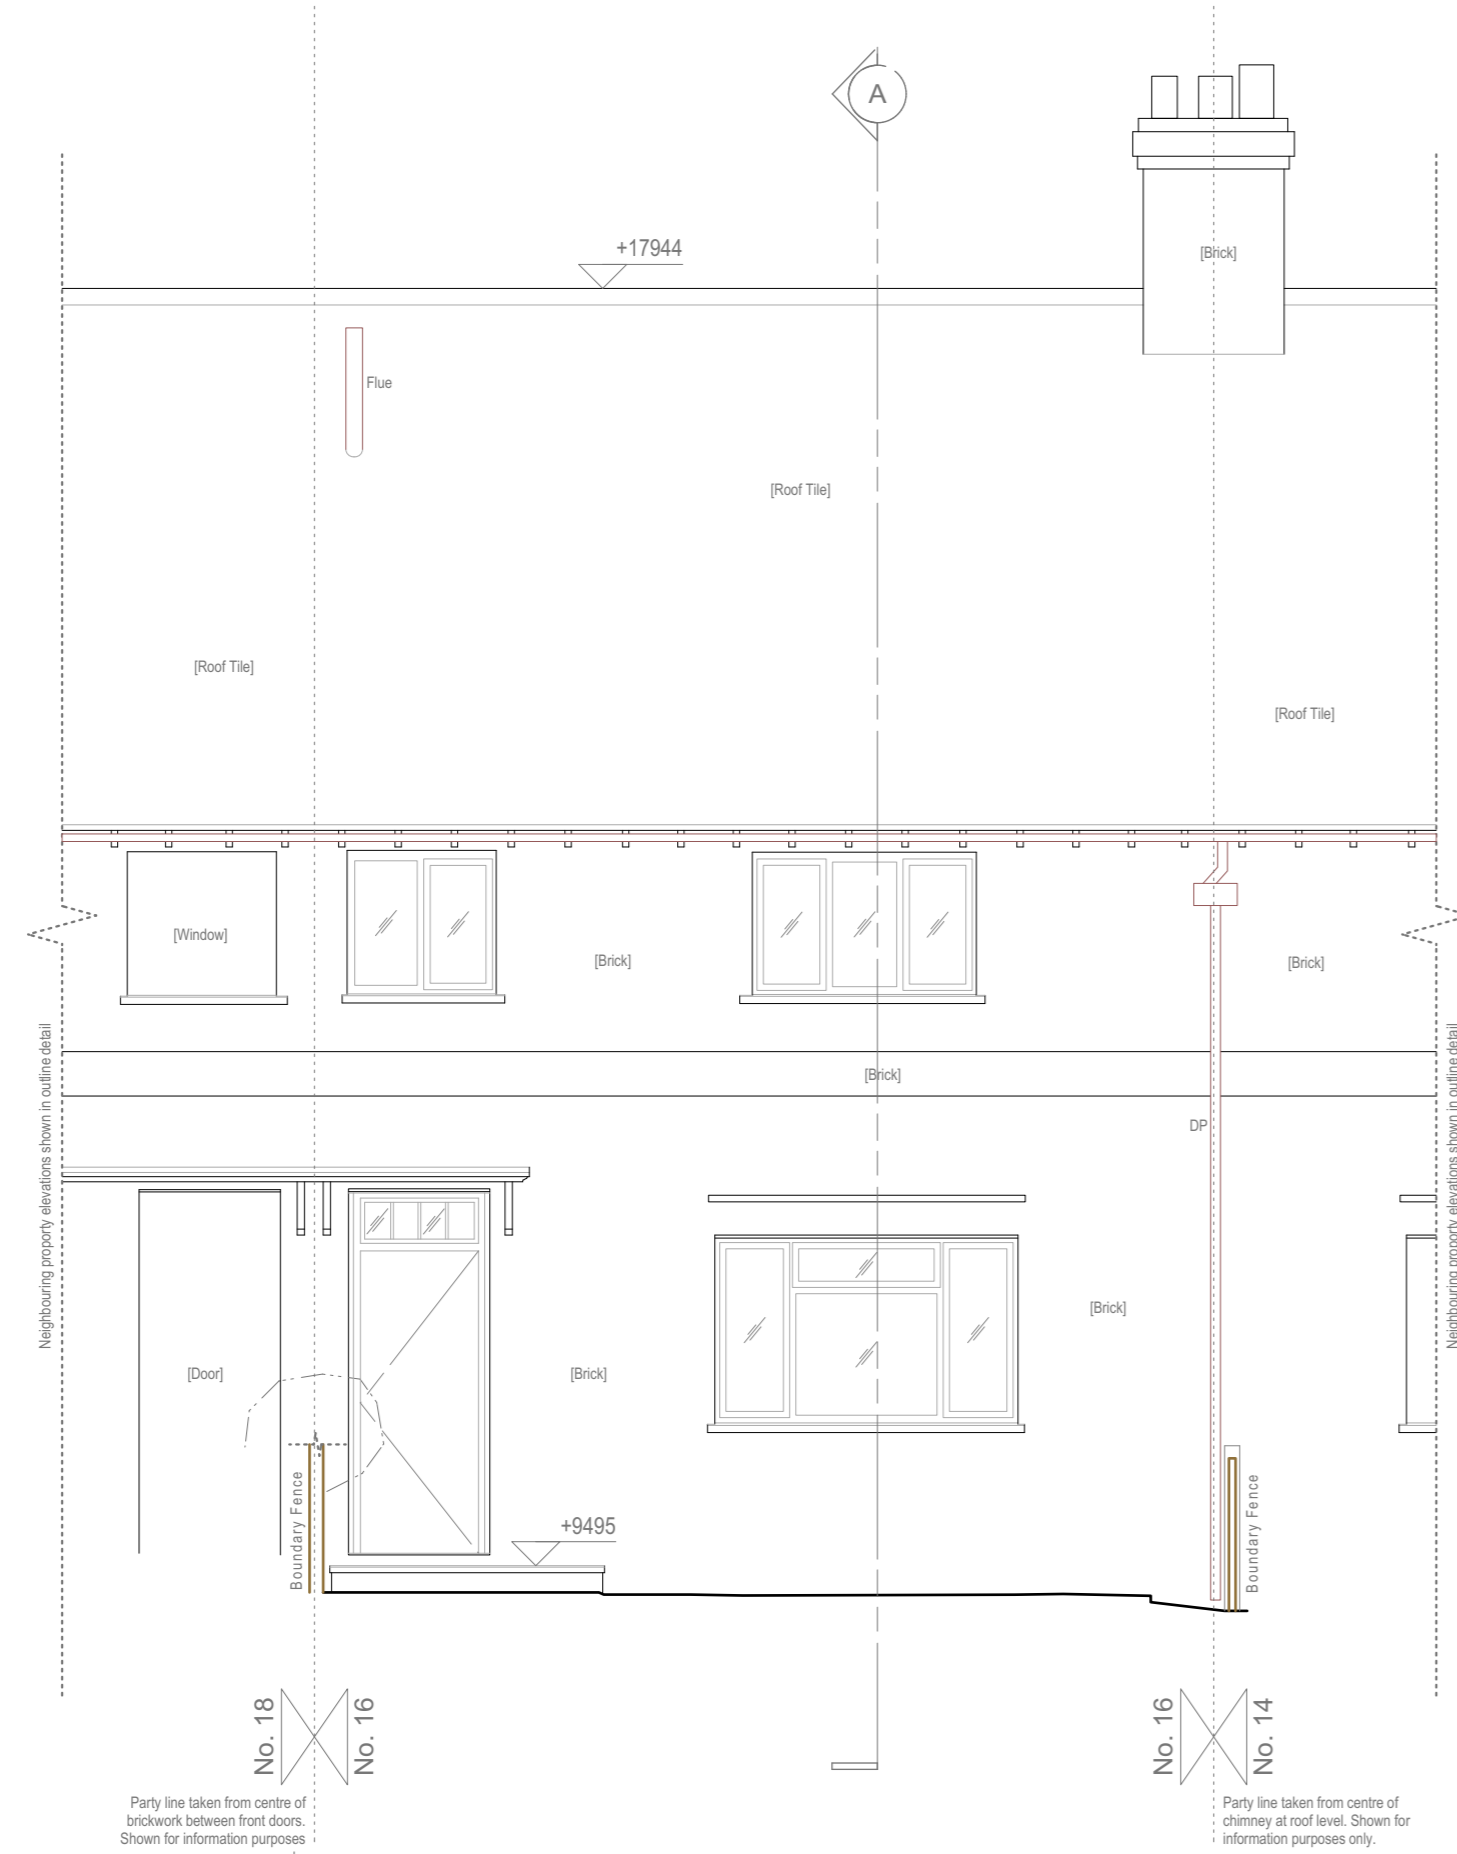 A
+17944
[Brick]
Flue
[Roof Tile]
[Roof Tile]
[Roof Tile]
[Window]
[Brick]
[Brick]
Neighbouring property elevations shown in outline detail
Neighbouring property elevations shown in outline detail
[Brick]
DP
[Brick]
[Door]
[Brick]
Boundary Fence
+9495
Boundary Fence
No. 18
No. 16
No. 16
No. 14
Party line taken from centre of
brickwork between front doors.
Shown for information purposes
Party line taken from centre of
chimney at roof level. Shown for
information purposes only.